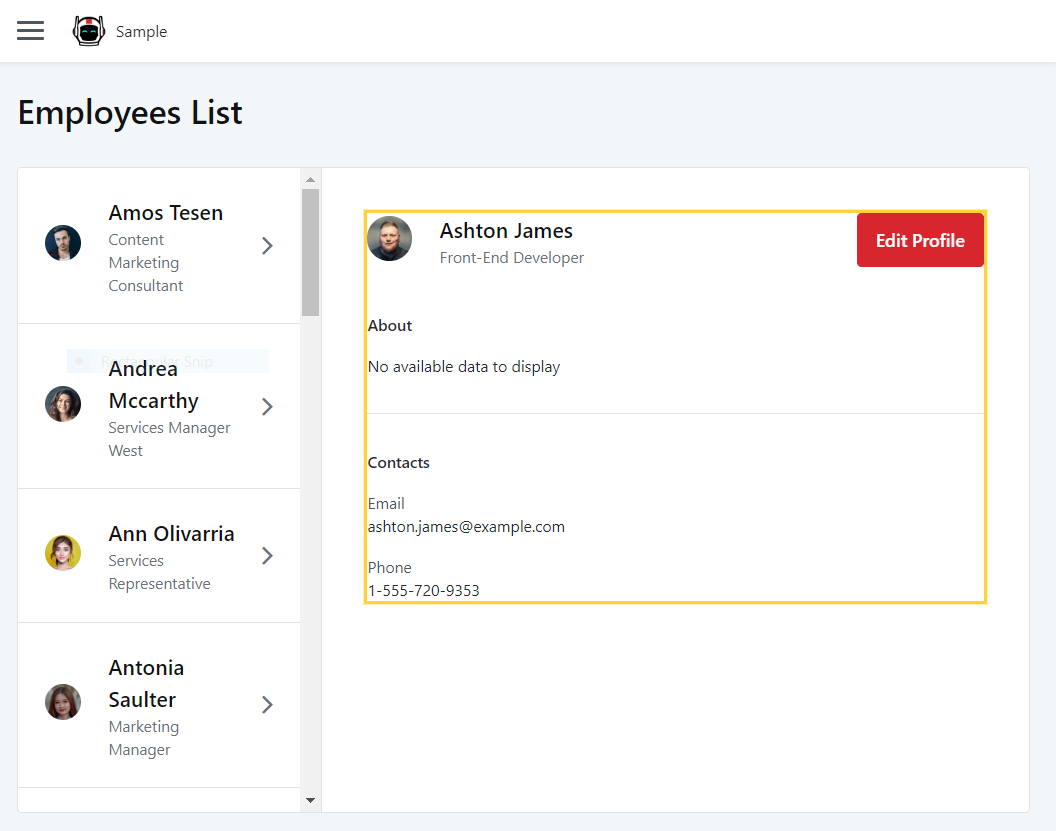 Sample
Employees List
Amos Tesen
Content
Marketing
Consultant
Rectangular Snip
Andrea
Mccarthy
Services Manager
West
Ann Olivarria
Services
Representative
Antonia
Saulter
Marketing
Manager
Ashton James
Front-End Developer
Edit Profile
About
No available data to display
Contacts
Email
ashton.james@example.com
Phone
1-555-720-9353